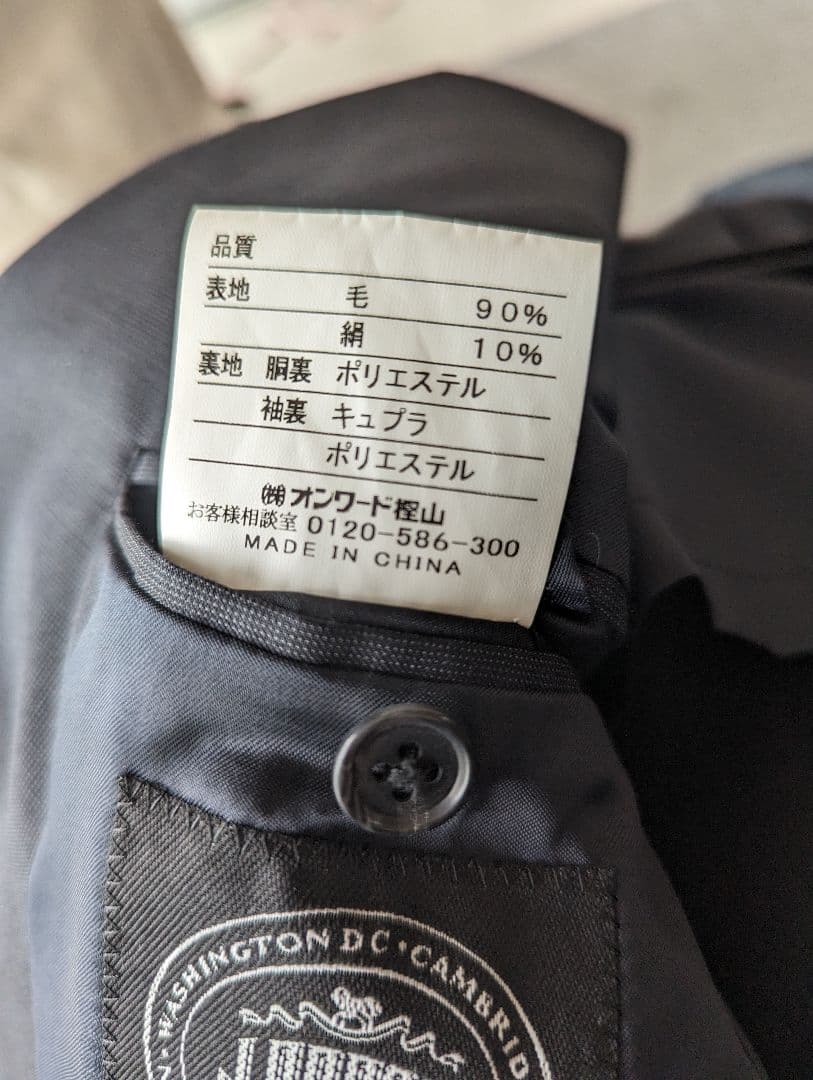 品質
表地 毛 90%
絹 10%
裏地 胴裏 ポリエステル
袖裏 キュプラ
ポリエステル
㈱オンワード樫山
お客様相談室 0120-586-300
MADE IN CHINA
WASHINGTON DC・CAMBRID